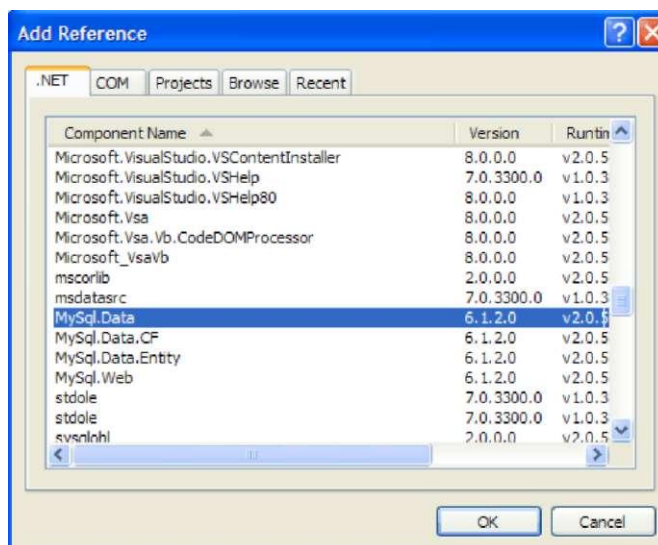 Add Reference
.NET COM Projects Browse Recent
Component Name Version Runtin
Microsoft.VisualStudio.VSContentInstaller 8.0.0.0 v2.0.5
Microsoft.VisualStudio.VSHelp 7.0.3300.0 v1.0.3
Microsoft.VisualStudio.VSHelp80 8.0.0.0 v2.0.5
Microsoft.Vsa 8.0.0.0 v2.0.5
Microsoft.Vsa.Vb.CodeDOMProcessor 8.0.0.0 v2.0.5
Microsoft_VsaVb 8.0.0.0 v2.0.5
mscorlib 2.0.0.0 v2.0.5
msdatasrc 7.0.3300.0 v1.0.3
MySql.Data 6.1.2.0 v2.0.5
MySql.Data.CF 6.1.2.0 v2.0.5
MySql.Data.Entity 6.1.2.0 v2.0.5
MySql.Web 6.1.2.0 v2.0.5
stdole 7.0.3300.0 v1.0.3
stdole 7.0.3300.0 v1.0.3
sysglobl 2.0.0.0 v2.0.5
OK Cancel